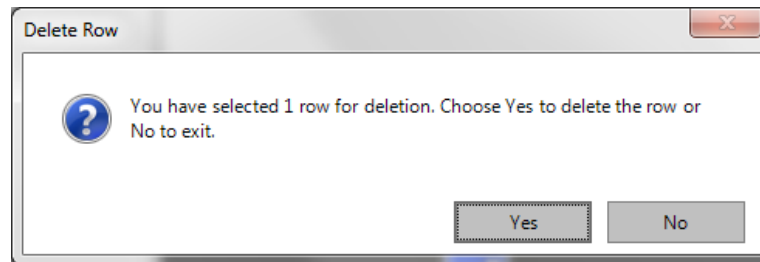 Delete Row
You have selected 1 row for deletion. Choose Yes to delete the row or
No to exit.
Yes
No